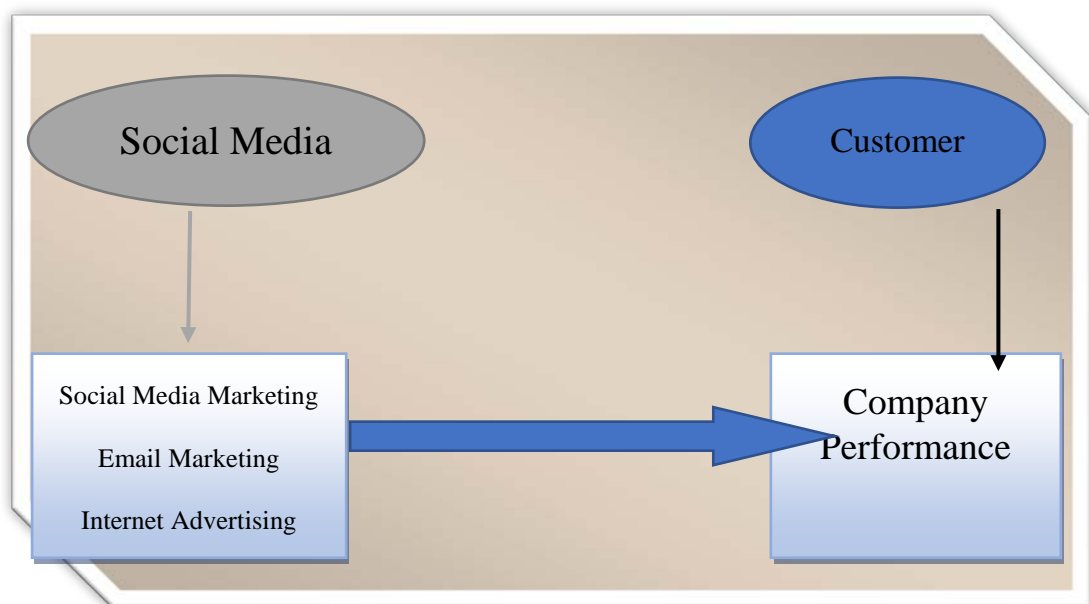 Social Media
Customer
Social Media Marketing
Email Marketing
Internet Advertising
Company
Performance